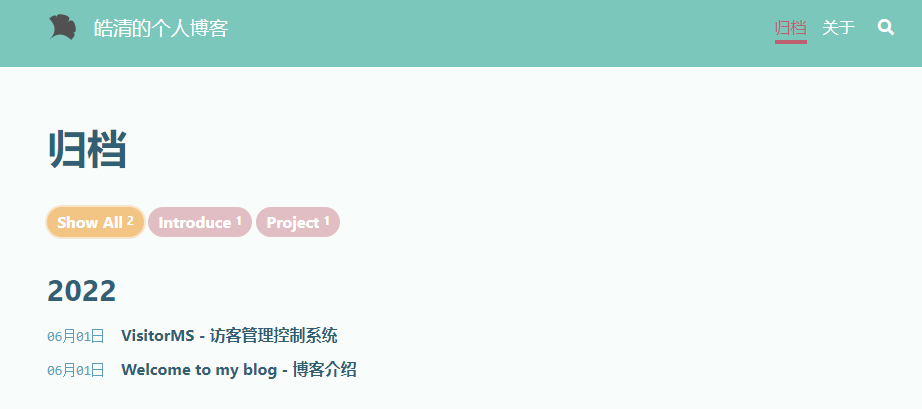 皓清的个人博客 归档 关于
归档
Show All 2 Introduce 1 Project 1
2022
06月01日 VisitorMS - 访客管理控制系统
06月01日 Welcome to my blog - 博客介绍